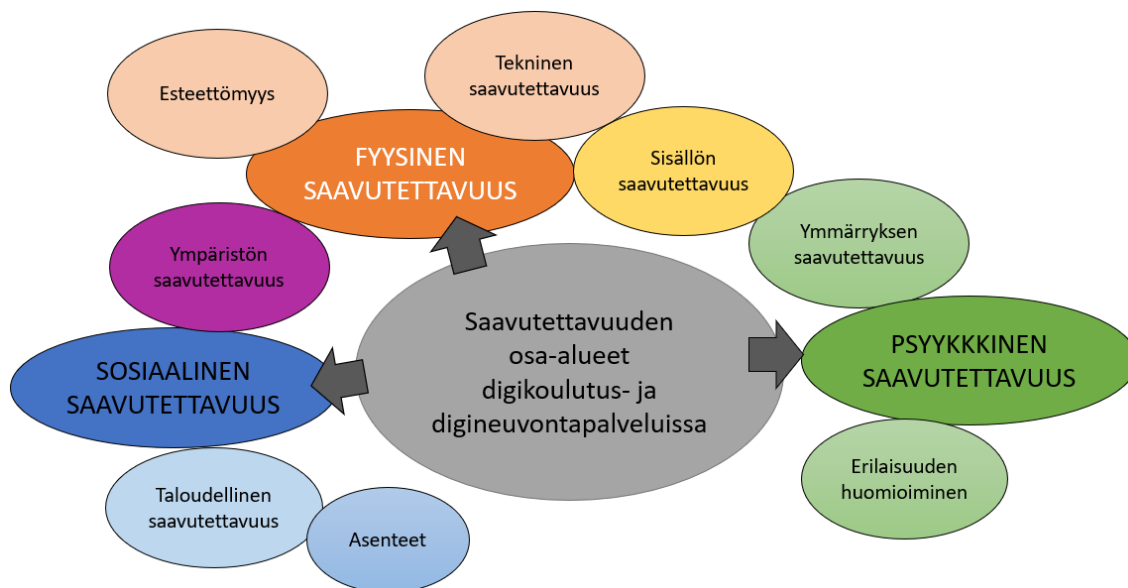 Esteettömyys
Tekninen
saavutettavuus
FYYSINEN
SAAVUTETTAVUUS
Sisällön
saavutettavuus
Ymmärryksen
saavutettavuus
Ympäristön
saavutettavuus
Saavutettavuuden
osa-alueet
digikoulutus- ja
digineuvontapalveluissa
PSYYKKKINEN
SAAVUTETTAVUUS
SOSIAALINEN
SAAVUTETTAVUUS
Erilaisuuden
huomioiminen
Taloudellinen
saavutettavuus
Asenteet